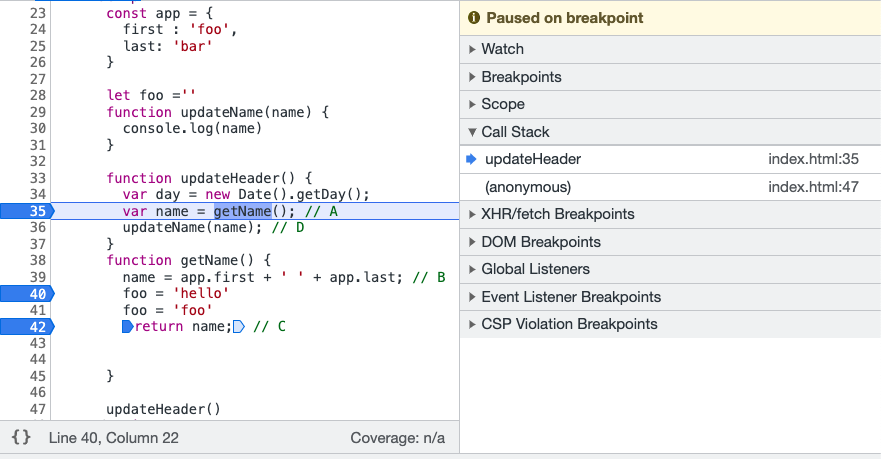 23 const app = {
24 first : 'foo',
25 last: 'bar'
26 }
27
28 let foo =''
29 function updateName(name) {
30 console.log(name)
31 }
32
33 function updateHeader() {
34 var day = new Date().getDay();
35 var name = getName(); // A
36 updateName(name); // D
37 }
38 function getName() {
39 name = app.first + ' ' + app.last; // B
40 foo = 'hello'
41 foo = 'foo'
42 return name; // C
43
44
45 }
46
47 updateHeader()
{} Line 40, Column 22 Coverage: n/a
Paused on breakpoint
Watch
Breakpoints
Scope
Call Stack
updateHeader index.html:35
(anonymous) index.html:47
XHR/fetch Breakpoints
DOM Breakpoints
Global Listeners
Event Listener Breakpoints
CSP Violation Breakpoints